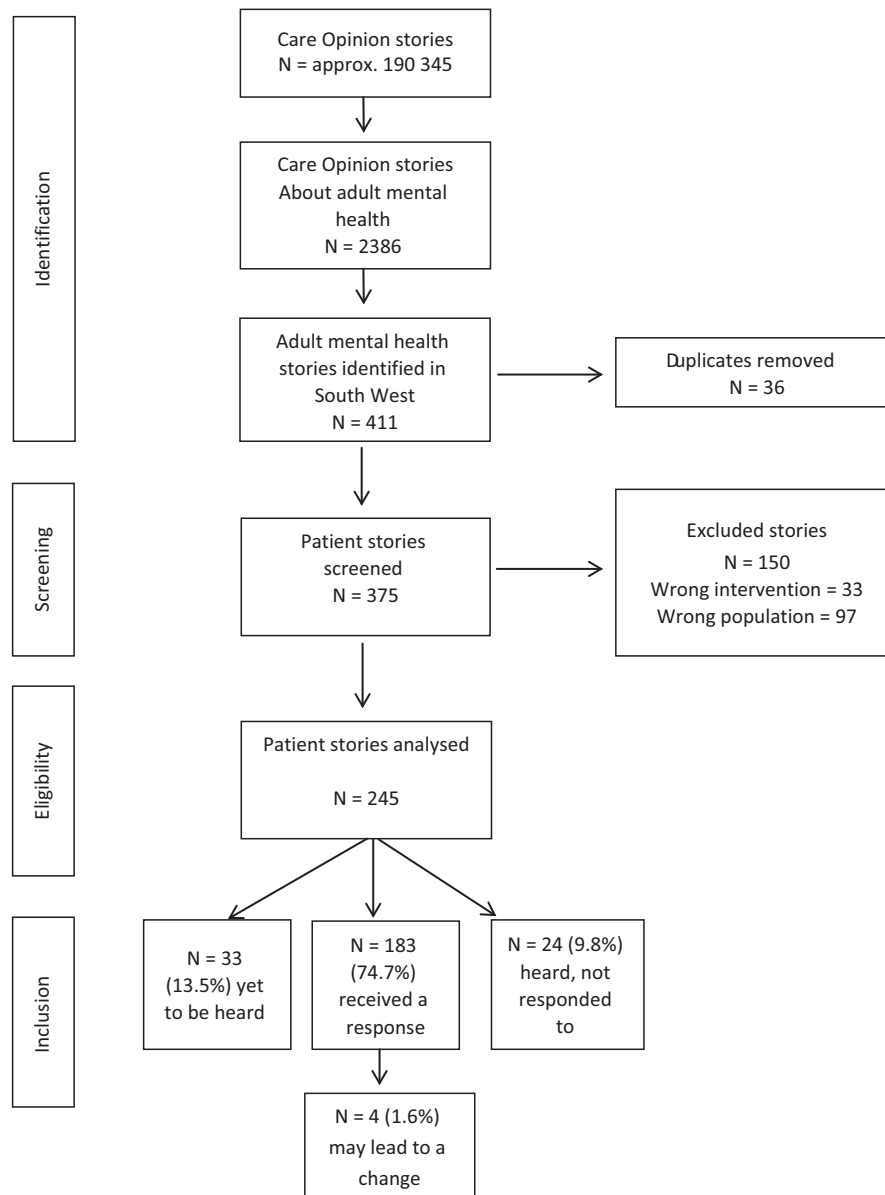 Identification
Care Opinion stories
N = approx. 190 345
Care Opinion stories
About adult mental
health
N = 2386
Adult mental health
stories identified in
South West
N = 411
Duplicates removed
N = 36
Screening
Patient stories
screened
N = 375
Excluded stories
N = 150
Wrong intervention = 33
Wrong population = 97
Eligibility
Patient stories analysed
N = 245
Inclusion
N = 33
(13.5%) yet
to be heard
N = 183
(74.7%)
received a
response
N = 24 (9.8%)
heard, not
responded
to
N = 4 (1.6%)
may lead to a
change